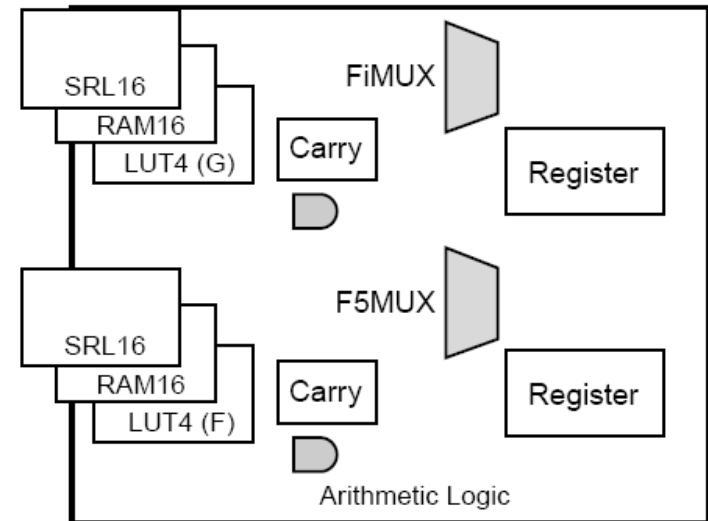 SRL16
RAM16
LUT4 (G)
Carry
FiMUX
Register
SRL16
RAM16
LUT4 (F)
Carry
F5MUX
Register
Arithmetic Logic